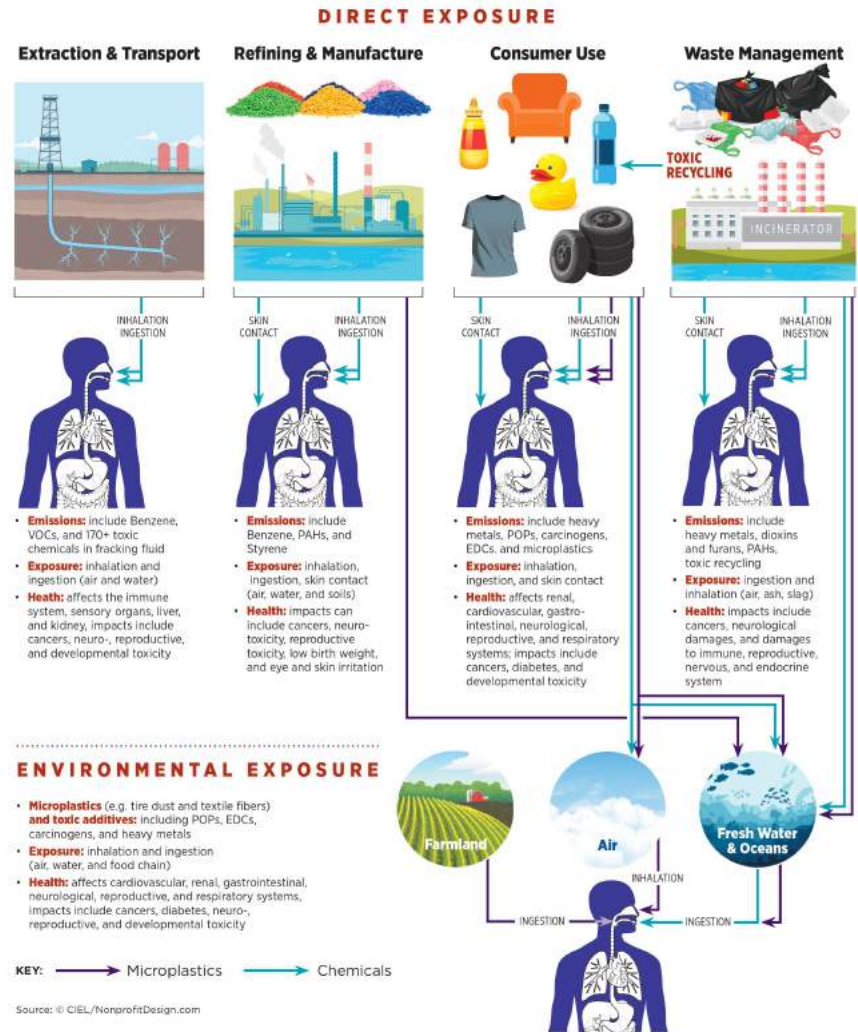 DIRECT EXPOSURE
Extraction & Transport
Refining & Manufacture
Consumer Use
Waste Management
TOXIC
RECYCLING
INCINERATOR
INHALATION
INGESTION
SKIN
CONTACT
INHALATION
INGESTION
SKIN
CONTACT
INHALATION
INGESTION
SKIN
CONTACT
INHALATION
INGESTION
• Emissions: include Benzene,
VOCs, and 170+ toxic
chemicals in fracking fluid
• Exposure: inhalation and
ingestion (air and water)
• Heath: affects the immune
system, sensory organs, liver,
and kidney, impacts include
cancers, neuro-, reproductive,
and developmental toxicity
• Emissions: include
Benzene, PAHs, and
Styrene
• Exposure: inhalation,
ingestion, skin contact
(air, water, and soils)
• Health: impacts can
include cancers, neuro-
toxicity, reproductive
toxicity, low birth weight,
and eye and skin irritation
• Emissions: include heavy
metals, POPs, carcinogens,
EDCs. and microplastics
• Exposure: inhalation,
ingestion, and skin contact
• Health: affects renal,
cardiovascular, gastro-
intestinal, neurological,
reproductive, and respiratory
systems; impacts include
cancers, diabetes, and
developmental toxicity
• Emissions: include
heavy metals, dioxins
and furans, PAHs,
toxic recycling
• Exposure: ingestion and
inhalation (air, ash, slag)
• Health: impacts include
cancers, neurological
damages, and damages
to immune, reproductive,
nervous, and endocrine
system
ENVIRONMENTAL EXPOSURE
• Microplastics (e.g. tire dust and textile fibers)
and toxic additives: including POPs, EDCs,
carcinogens, and heavy metals
• Exposure: inhalation and ingestion
(air, water, and food chain)
• Health: affects cardiovascular, renal, gastrointestinal,
neurological, reproductive, and respiratory systems,
impacts include cancers, diabetes, neuro-,
reproductive, and developmental toxicity
Farmland
Air
Fresh Water
& Oceans
INHALATION
INGESTION
INGESTION
KEY: Microplastics Chemicals
Source: © CIEL/NonprofitDesign.com